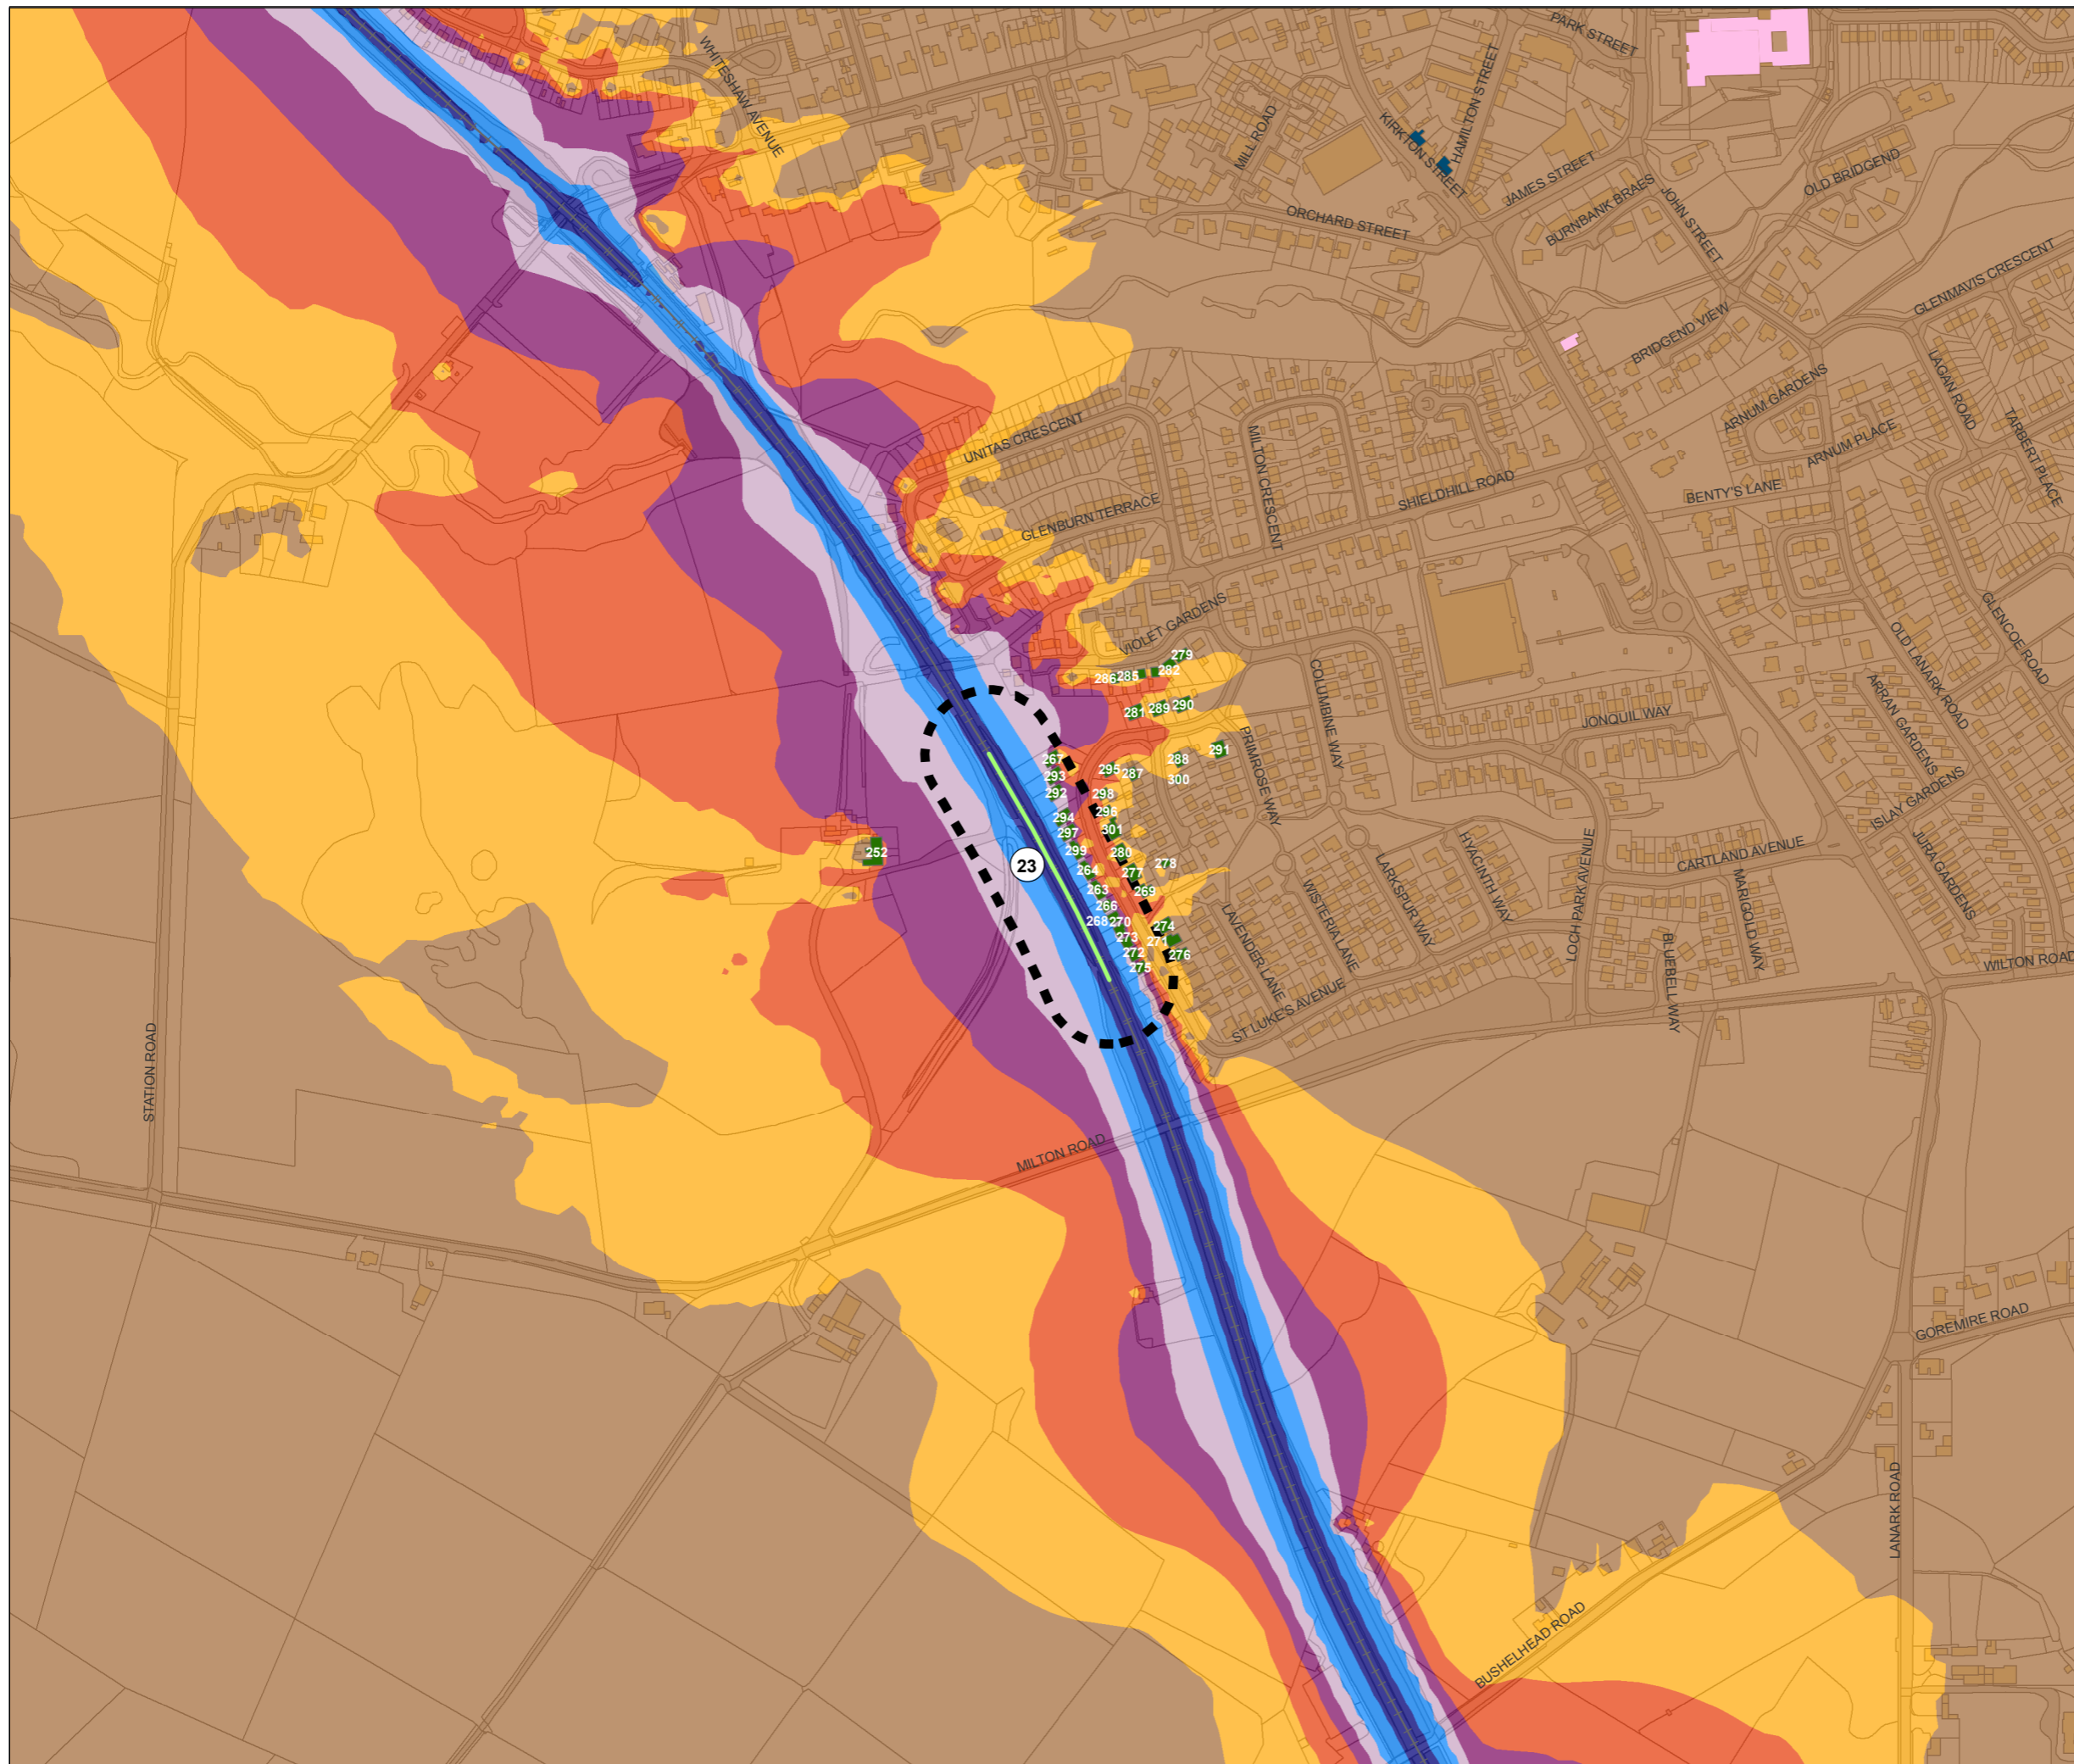 PARK STREET
WHITESHAW AVENUE
HAMILTON STREET
MILL ROAD
KIRKTON STREET
JAMES STREET
OLD BRIDGEND
BURNBANK BRAES
JOHN STREET
ORCHARD STREET
GLENMAVIS CRESCENT
BRIDGEND VIEW
LAGAN ROAD
ARNUM GARDENS
TARBERT PLACE
UNITAS CRESCENT
MILTON CRESCENT
ARNUM PLACE
SHIELDHILL ROAD
BENTY'S LANE
GLENBURN TERRACE
GLENCOE ROAD
VIOLET GARDENS
OLD LANARK ROAD
279
282
285
286
COLUMBINE WAY
ARRAN GARDENS
290
289
281
JONQUIL WAY
PRIMROSE WAY
291
267
288
295
287
293
300
292
298
ISLAY GARDENS
296
294
301
297
HYACINTH WAY
JURA GARDENS
299
280
252
CARTLAND AVENUE
23
278
264
277
LARKSPUR WAY
LOCH PARK AVENUE
MARIGOLD WAY
263
269
WISTERIA LANE
266
268
270
274
LAVENDER LANE
273
271
272
276
275
BLUEBELL WAY
WILTON ROAD
ST LUKE'S AVENUE
STATION ROAD
MILTON ROAD
GOREMIRE ROAD
LANARK ROAD
BUSHELHEAD ROAD